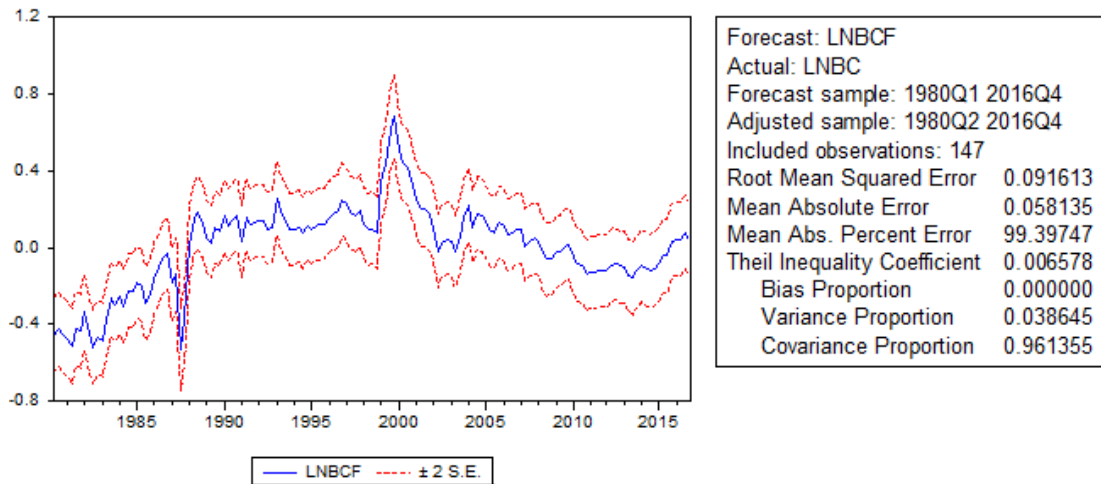 1.2
0.8
0.4
0.0
-0.4
-0.8
1985 1990 1995 2000 2005 2010 2015
LNBCF ± 2 S.E.
Forecast: LNBCF
Actual: LNBC
Forecast sample: 1980Q1 2016Q4
Adjusted sample: 1980Q2 2016Q4
Included observations: 147
Root Mean Squared Error 0.091613
Mean Absolute Error 0.058135
Mean Abs. Percent Error 99.39747
Theil Inequality Coefficient 0.006578
Bias Proportion 0.000000
Variance Proportion 0.038645
Covariance Proportion 0.961355